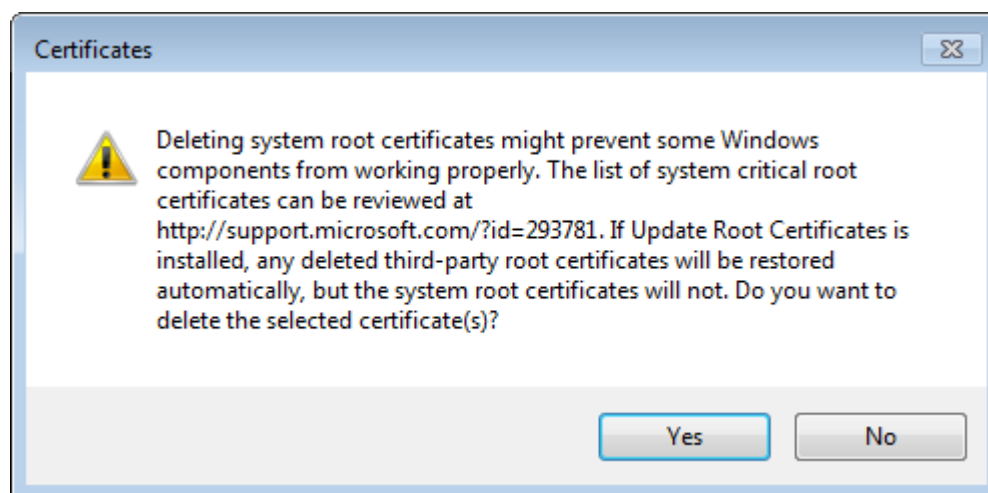 Certificates
Deleting system root certificates might prevent some Windows
components from working properly. The list of system critical root
certificates can be reviewed at
http://support.microsoft.com/?id=293781. If Update Root Certificates is
installed, any deleted third-party root certificates will be restored
automatically, but the system root certificates will not. Do you want to
delete the selected certificate(s)?
Yes
No